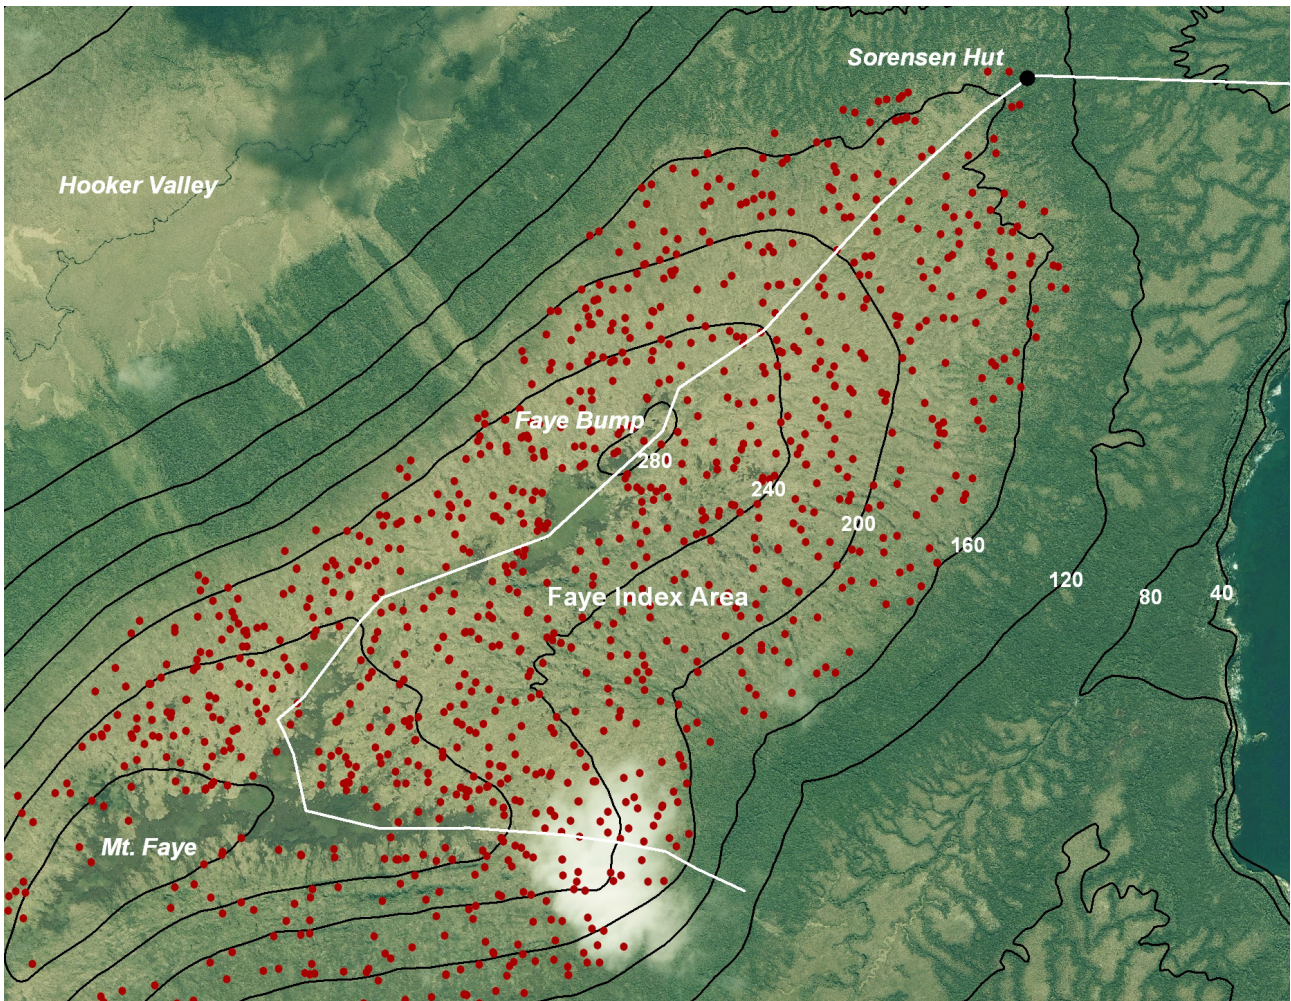 Sorensen Hut
Hooker Valley
Faye Bump
280
240
200
160
120
80
40
Faye Index Area
Mt. Faye